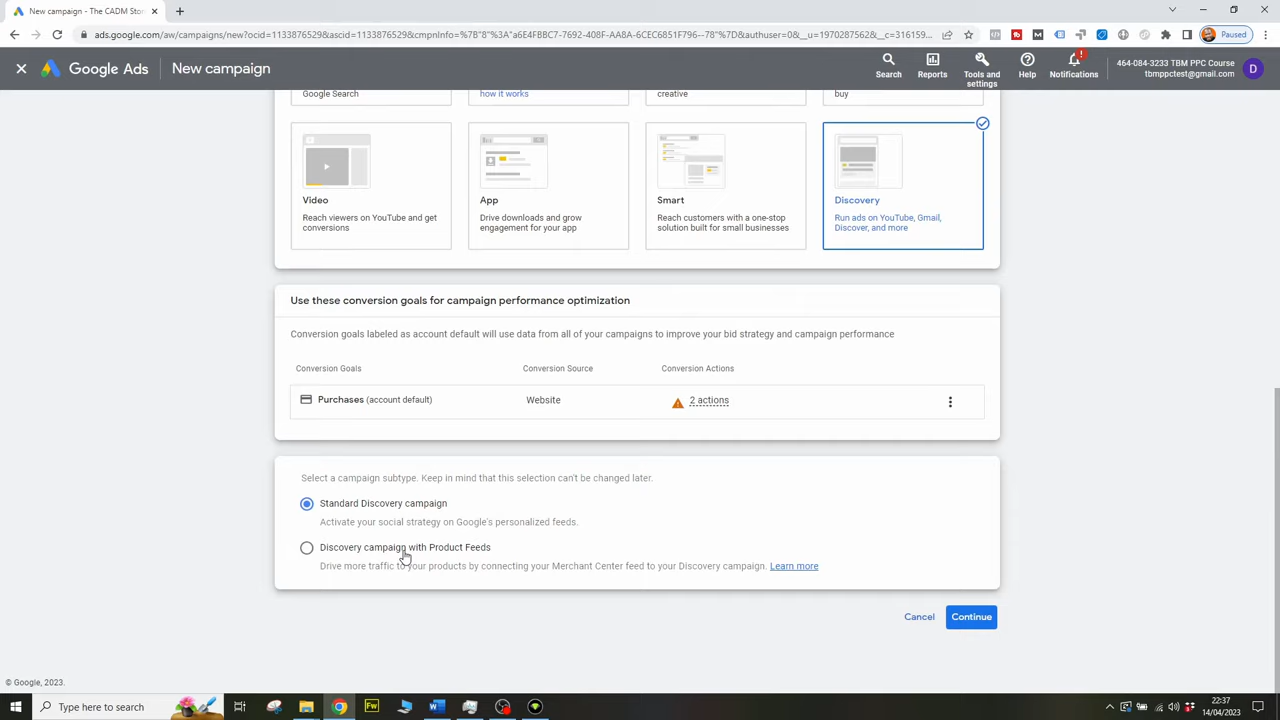 New campaign - The CADM Stor
ads.google.com/aw/campaigns/new?ocid=1133876529&ascid=1133876529&cmpnInfo=%7B"8"%3A"a6E4FBC7-7692-408F-AA8A-6CEC6851F796--78"%7D&authuser=0&__u=1970287562&__c=316159...
Paused
Google Ads
New campaign
Search
Reports
Tools and settings
Help
Notifications
464-084-3233 TBM PPC Course
tbmppctest@gmail.com
D
Google Search
how it works
creative
buy
Video
Reach viewers on YouTube and get
conversions
App
Drive downloads and grow
engagement for your app
Smart
Reach customers with a one-stop
solution built for small businesses
Discovery
Run ads on YouTube, Gmail,
Discover, and more
Use these conversion goals for campaign performance optimization
Conversion goals labeled as account default will use data from all of your campaigns to improve your bid strategy and campaign performance
Conversion Goals Conversion Source Conversion Actions
Purchases (account default) Website 2 actions
Select a campaign subtype. Keep in mind that this selection can't be changed later.
Standard Discovery campaign
Activate your social strategy on Google's personalized feeds.
Discovery campaign with Product Feeds
Drive more traffic to your products by connecting your Merchant Center feed to your Discovery campaign. Learn more
Cancel Continue
© Google, 2023.
Type here to search
Fw
22:37
14/04/2023